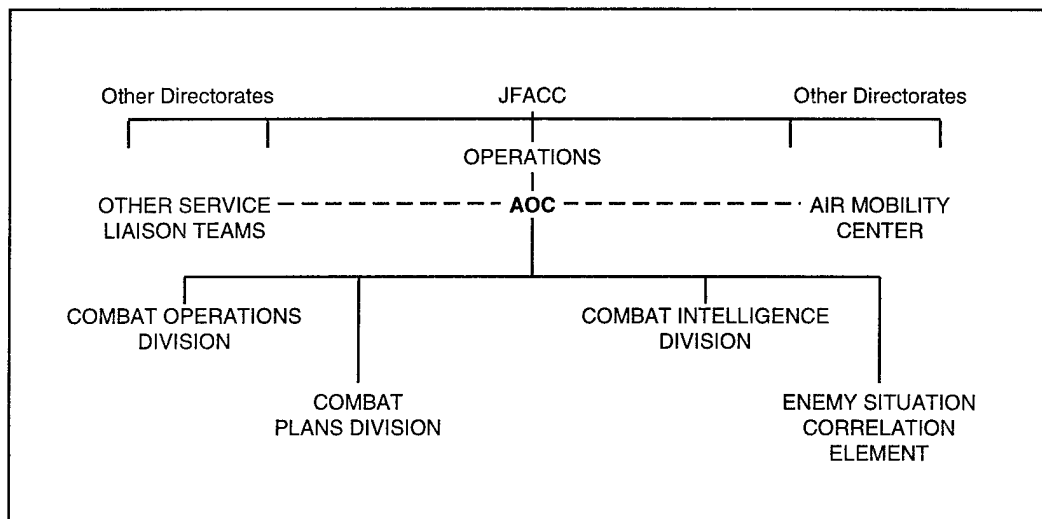 Other Directorates
JFACC
Other Directorates
OPERATIONS
OTHER SERVICE
LIAISON TEAMS
AOC
AIR MOBILITY
CENTER
COMBAT OPERATIONS
DIVISION
COMBAT INTELLIGENCE
DIVISION
COMBAT
PLANS DIVISION
ENEMY SITUATION
CORRELATION
ELEMENT